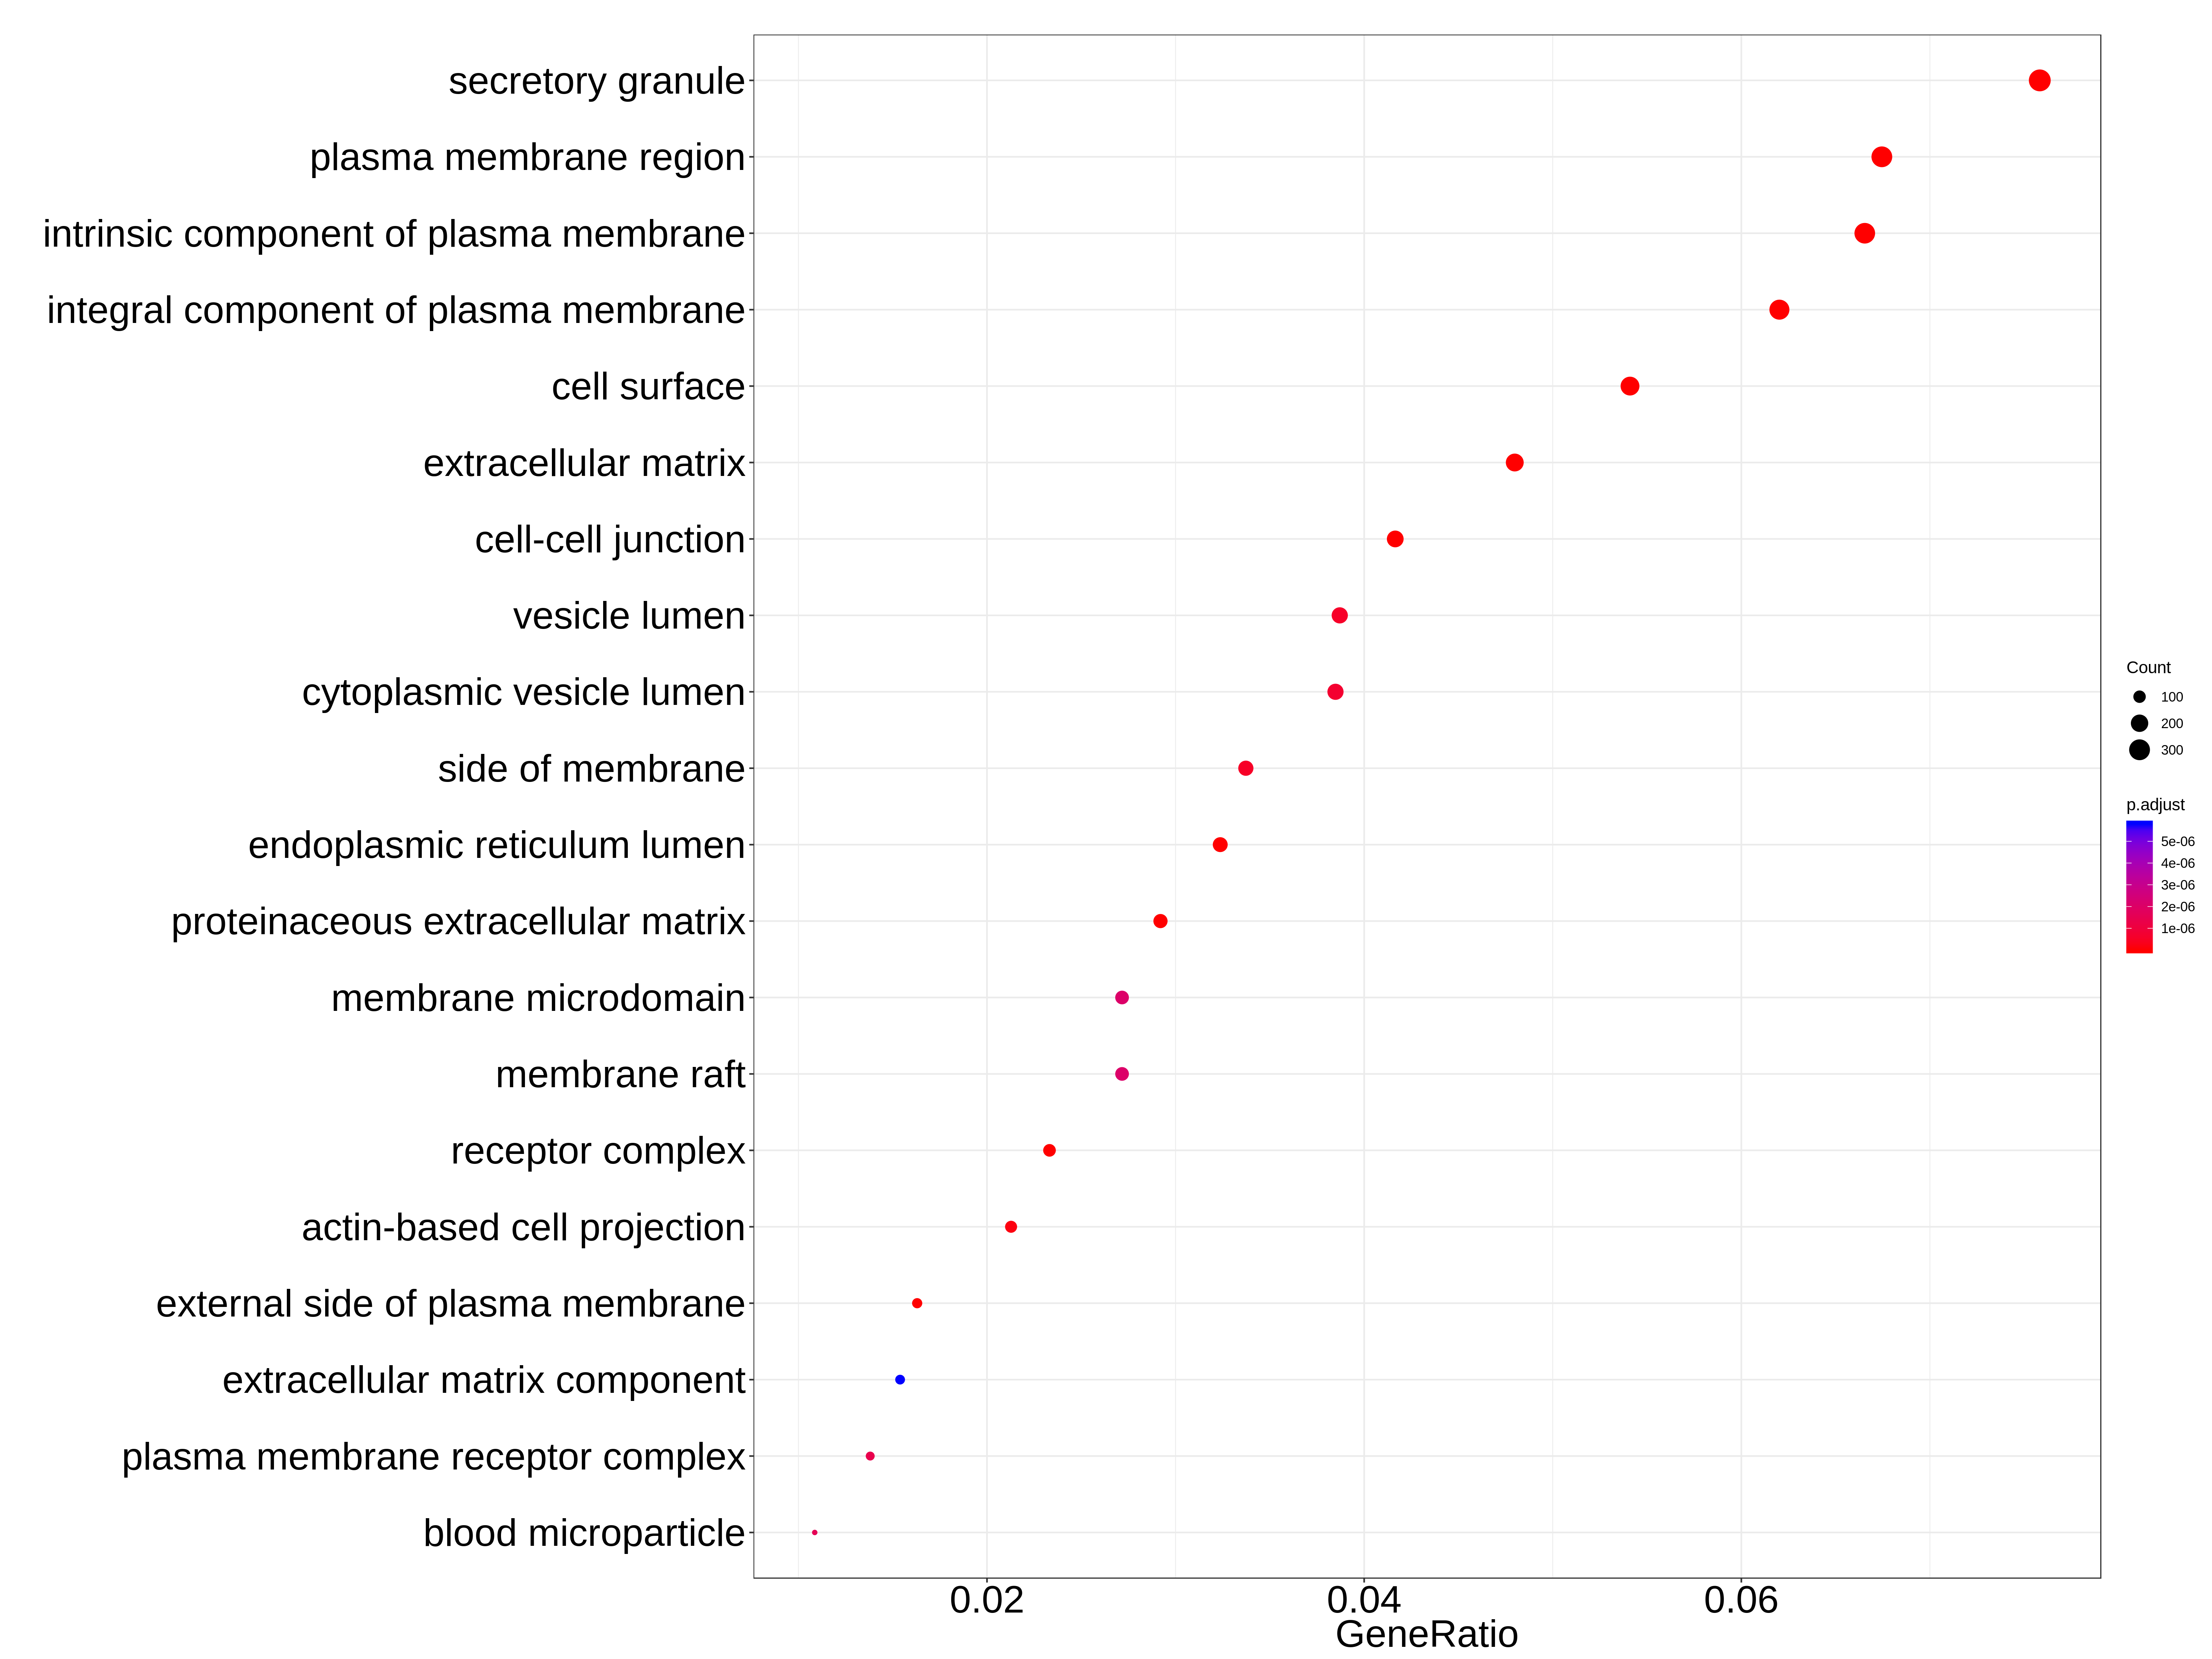 secretory granule
plasma membrane region
intrinsic component of plasma membrane
integral component of plasma membrane
cell surface
extracellular matrix
cell-cell junction
vesicle lumen
cytoplasmic vesicle lumen
side of membrane
endoplasmic reticulum lumen
proteinaceous extracellular matrix
membrane microdomain
membrane raft
receptor complex
actin-based cell projection
external side of plasma membrane
extracellular matrix component
plasma membrane receptor complex
blood microparticle
0.02 0.04 0.06
GeneRatio
Count
100
200
300
p.adjust
5e-06
4e-06
3e-06
2e-06
1e-06